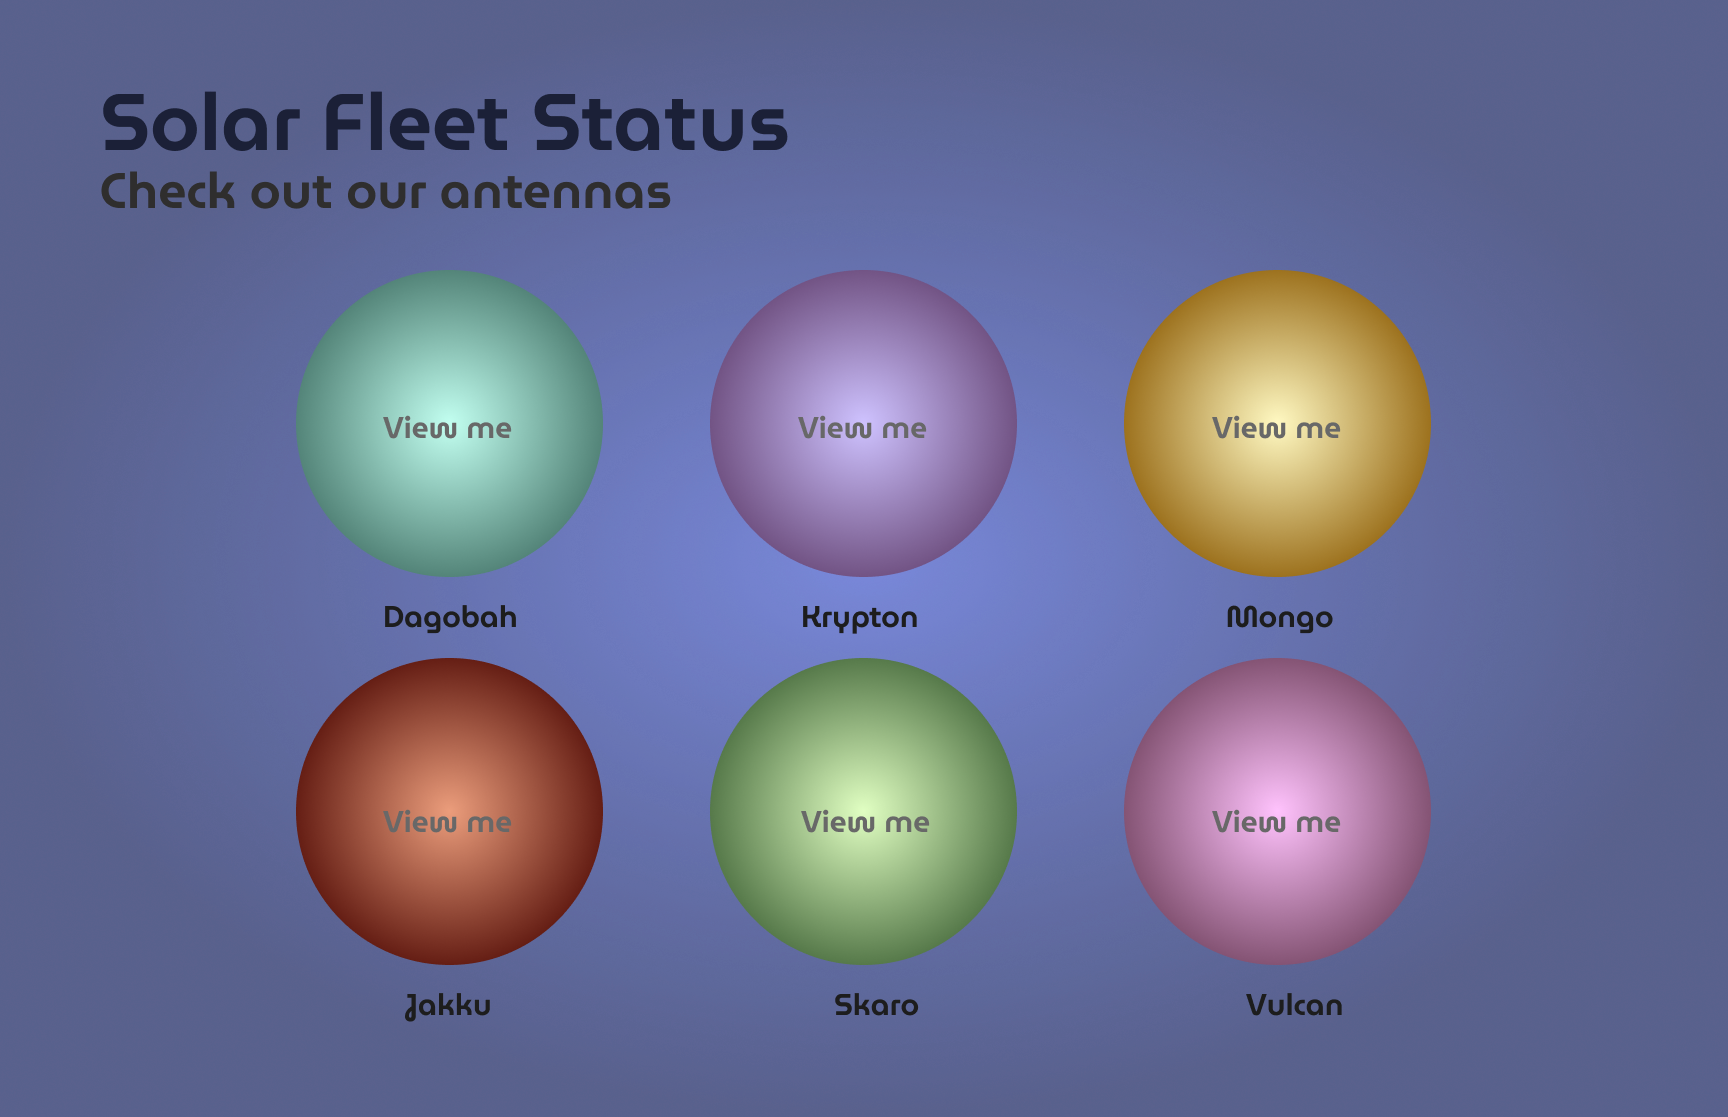 Solar Fleet Status
Check out our antennas
View me
View me
View me
Dagobah
Krypton
Mongo
View me
View me
View me
Jakku
Skaro
Vulcan